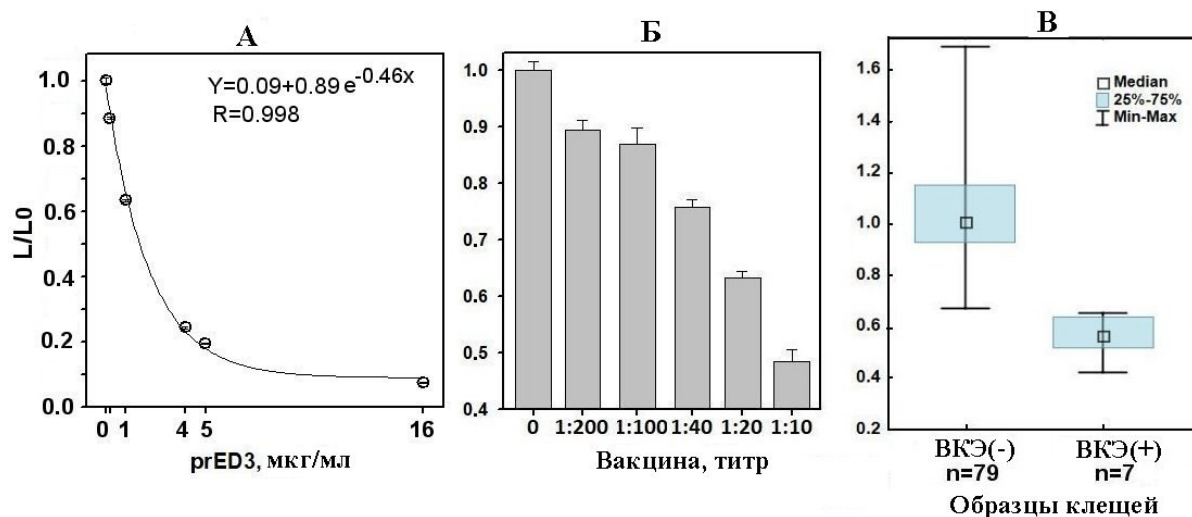 А
Y=0.09+0.89 e^-0.46x
R=0.998
1.0
0.8
0.6
0.4
0.2
0.0
L/L0
0 1 4 5 16
prED3, мкг/мл
Б
1.0
0.9
0.8
0.7
0.6
0.5
0.4
0 1:200 1:100 1:40 1:20 1:10
Вакцина, титр
В
Median
25%-75%
Min-Max
1.6
1.4
1.2
1.0
0.8
0.6
0.4
0.2
ВКЭ(-) ВКЭ(+)
n=79 n=7
Образцы клещей